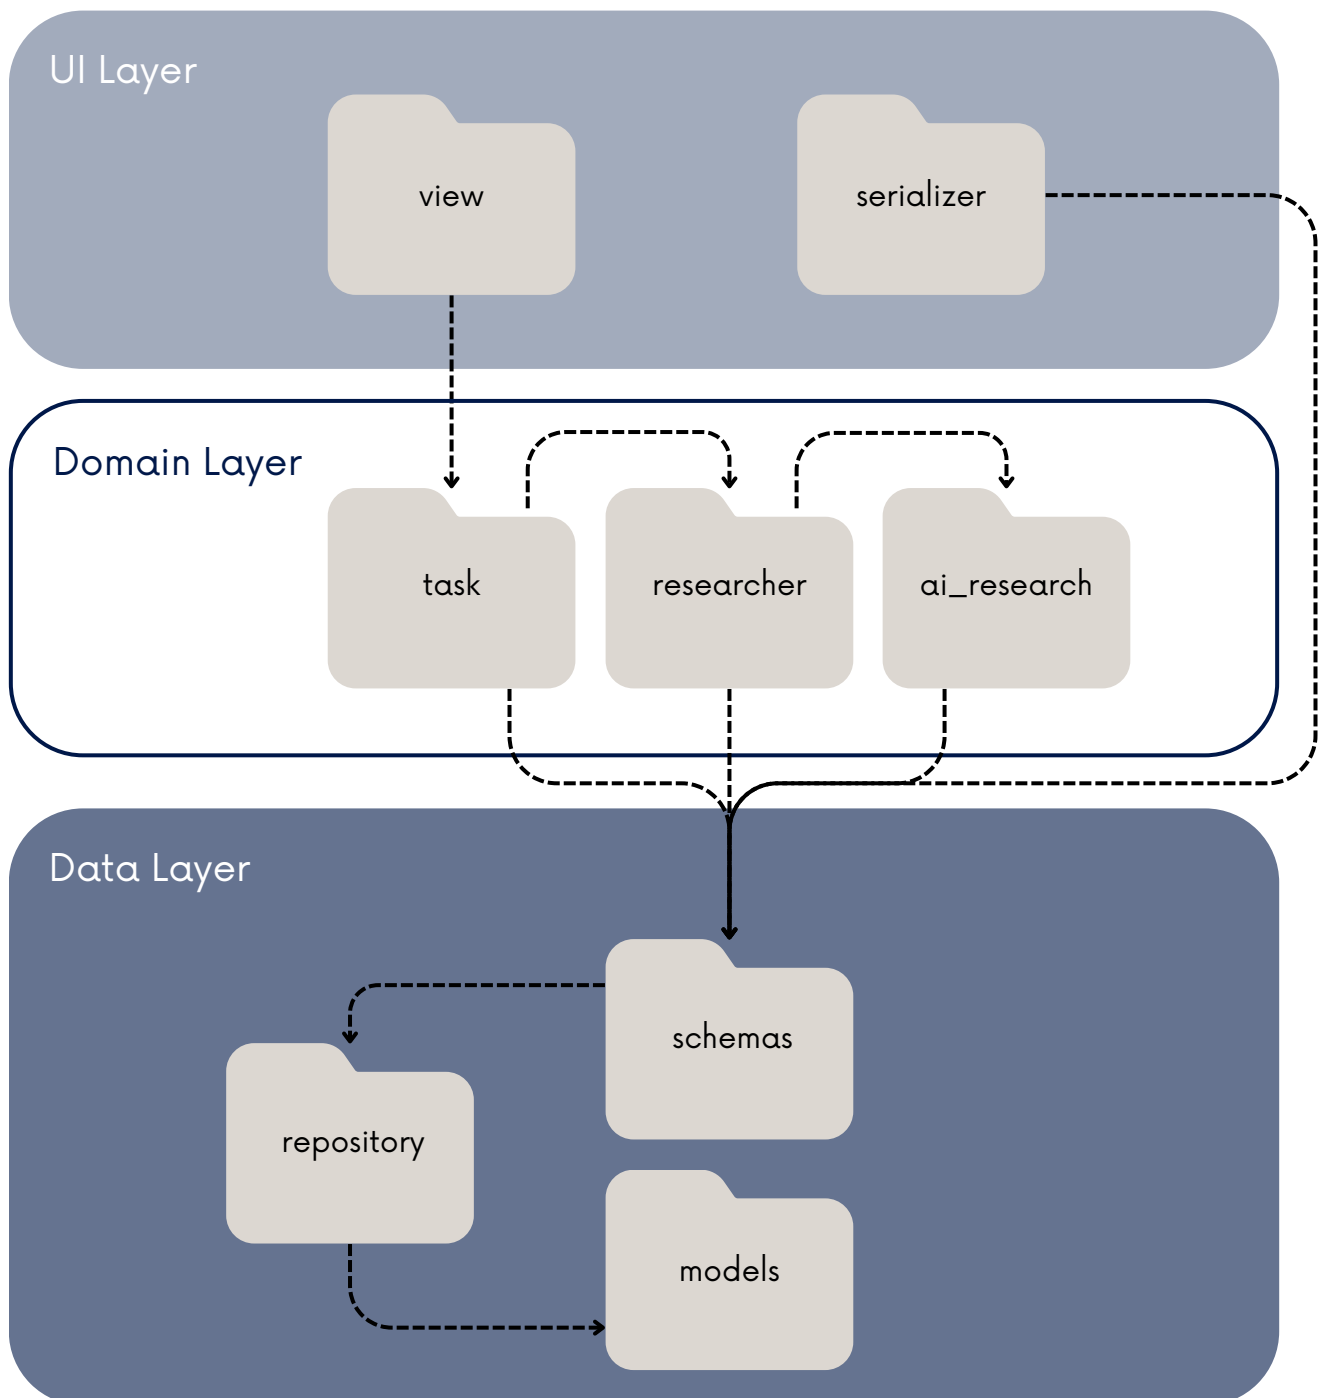 UI Layer
view
serializer
Domain Layer
task
researcher
ai_research
Data Layer
schemas
repository
models